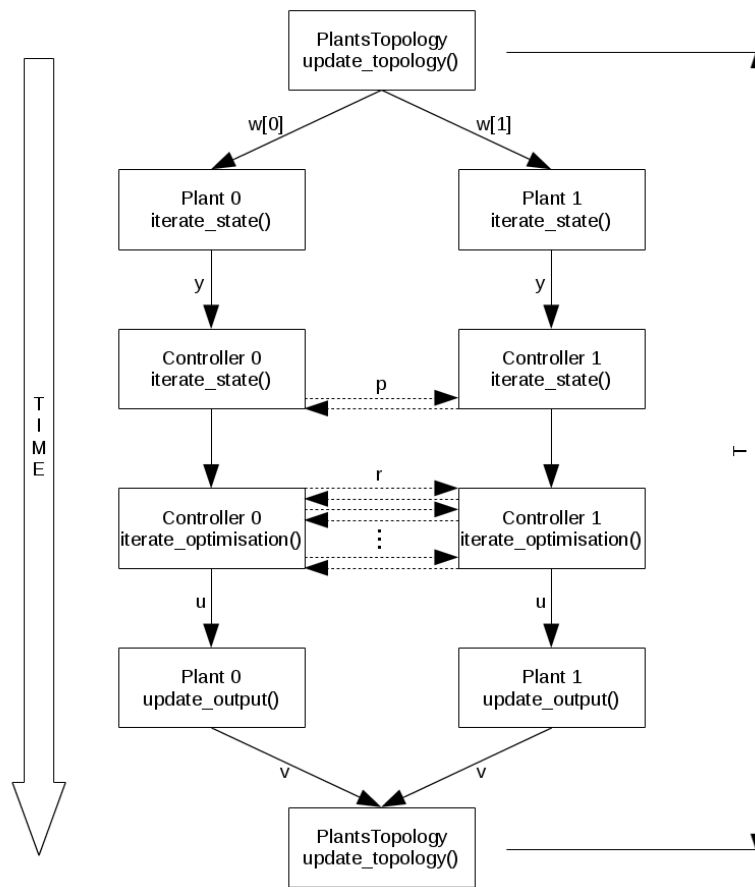 PlantsTopology
update_topology()
w[0]
w[1]
Plant 0
iterate_state()
Plant 1
iterate_state()
y
y
Controller 0
iterate_state()
Controller 1
iterate_state()
p
T
I
M
E
T
r
Controller 0
iterate_optimisation()
Controller 1
iterate_optimisation()
⋮
u
u
Plant 0
update_output()
Plant 1
update_output()
v
v
PlantsTopology
update_topology()